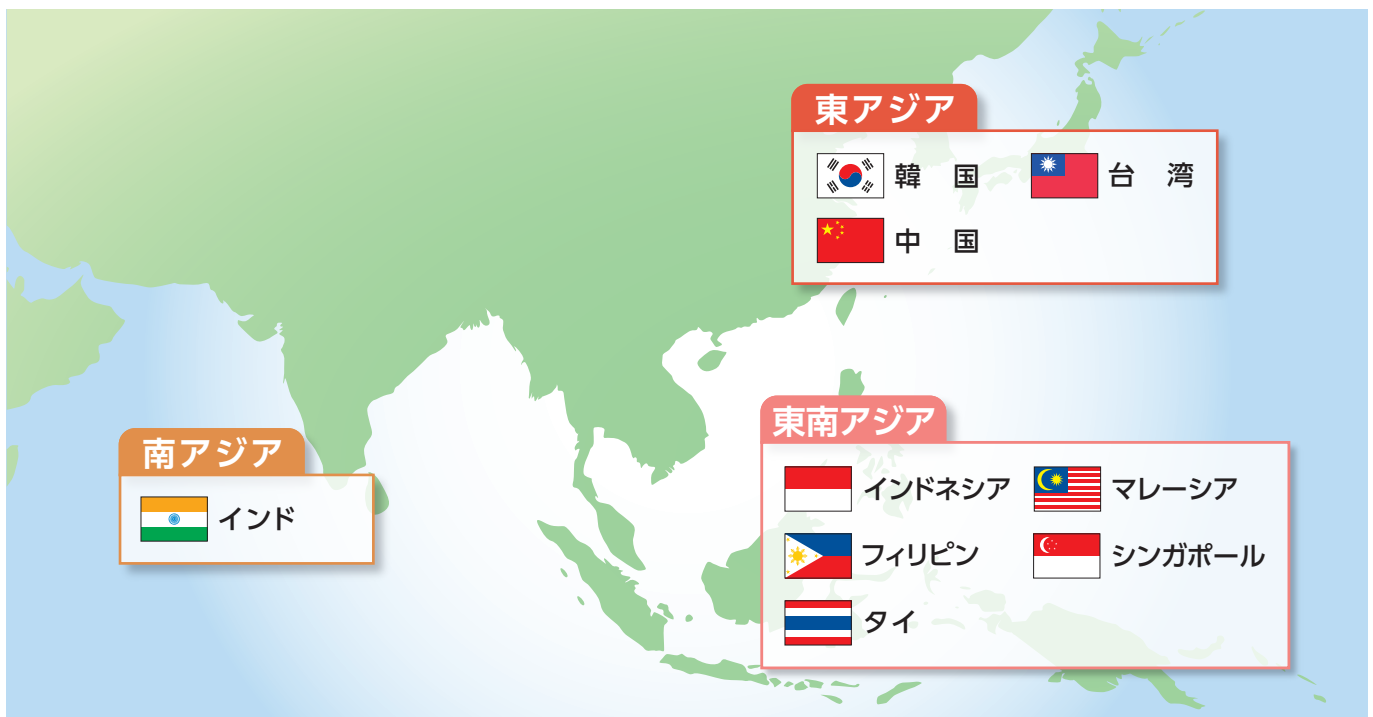 東アジア
韓　国
台　湾
中　国
南アジア
インド
東南アジア
インドネシア
マレーシア
フィリピン
シンガポール
タイ